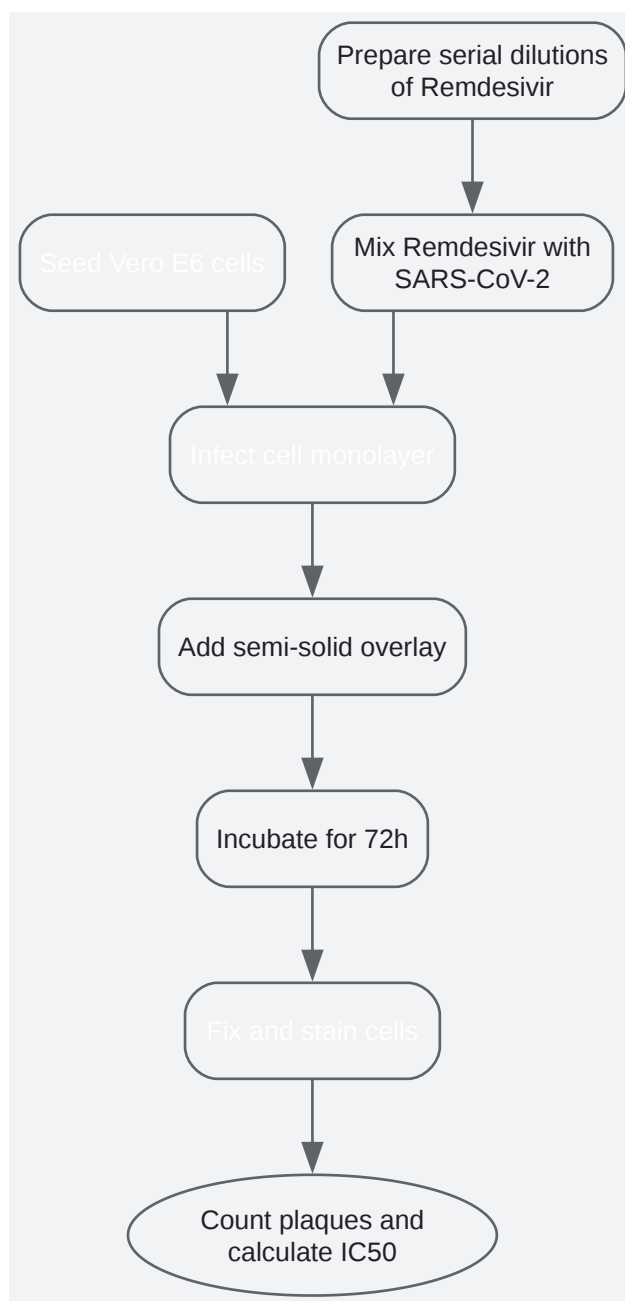 Prepare serial dilutions
of Remdesivir
Seed Vero E6 cells
Mix Remdesivir with
SARS-CoV-2
Infect cell monolayer
Add semi-solid overlay
Incubate for 72h
Fix and stain cells
Count plaques and
calculate IC50